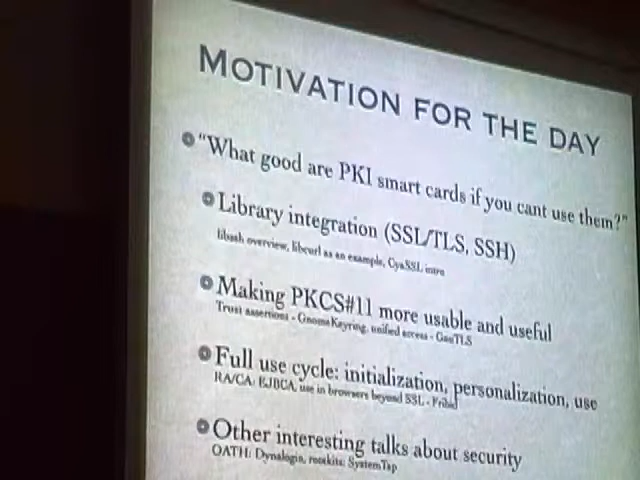 MOTIVATION FOR THE DAY
"What good are PKI smart cards if you cant use them?"
Library integration (SSL/TLS, SSH)
libssh overview, libcurl as an example, CyaSSL intro
Making PKCS#11 more usable and useful
Trust assertions - GnomeKeyring, unified access - GnuTLS
Full use cycle: initialization, personalization, use
RA/CA: EJBCA, use in browsers beyond SSL - Fribid
Other interesting talks about security
OATH: Dynalogin, rootkits: SystemTap